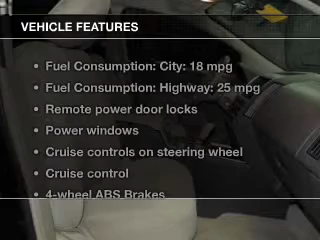 VEHICLE FEATURES
• Fuel Consumption: City: 18 mpg
• Fuel Consumption: Highway: 25 mpg
• Remote power door locks
• Power windows
• Cruise controls on steering wheel
• Cruise control
• 4-wheel ABS Brakes